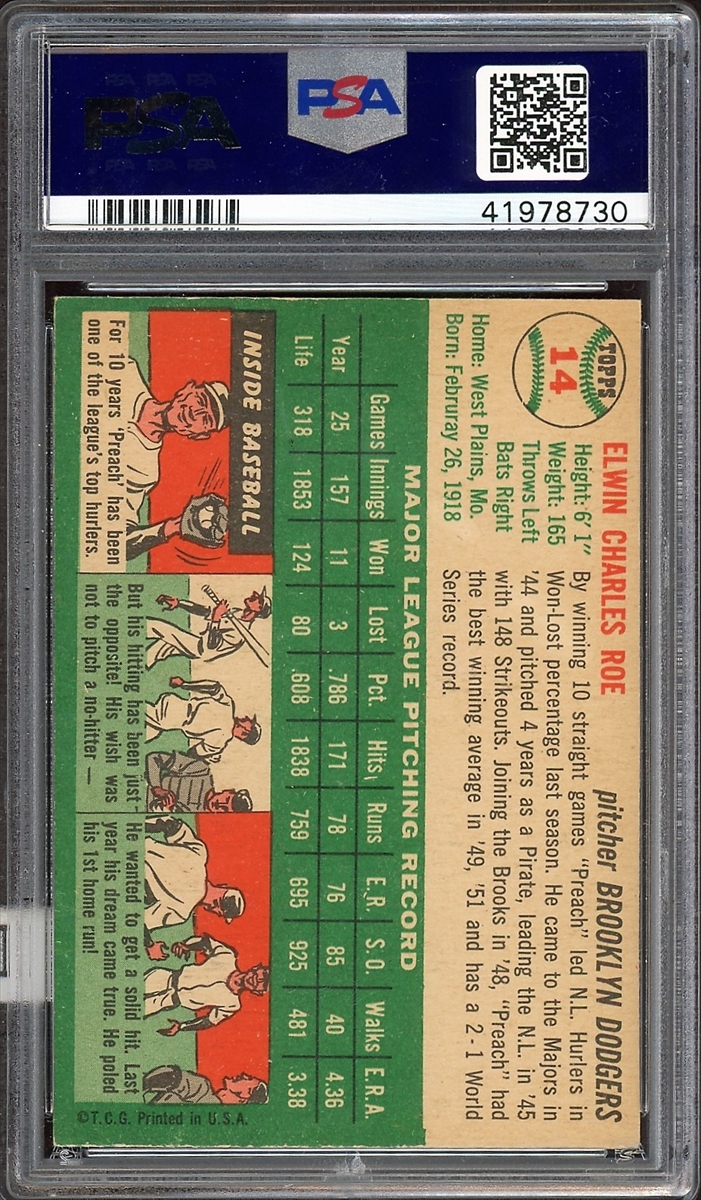 PSA
PSA
41978730
TOPPS
14
ELWIN CHARLES ROE
pitcher BROOKLYN DODGERS
Height: 6' 1"
Weight: 165
Throws Left
Bats Right
Home: West Plains, Mo.
Born: Februray 26, 1918
By winning 10 straight games "Preach" led N.L. Hurlers in
Won-Lost percentage last season. He came to the Majors in
'44 and pitched 4 years as a Pirate, leading the N.L. in '45
with 148 Strikeouts. Joining the Brooks in '48, "Preach" had
the best winning average in '49, '51 and has a 2-1 World
Series record.
MAJOR LEAGUE PITCHING RECORD
Games Innings Won Lost Pct. Hits Runs E.R. S.O. Walks E.R.A.
Year 25 157 11 3 .786 171 78 76 85 40 4.36
Life 318 1853 124 80 .608 1838 759 695 925 481 3.38
INSIDE BASEBALL
For 10 years 'Preach' has been
one of the league's top hurlers.
But his hitting has been just
the opposite! His wish was
not to pitch a no-hitter —
He wanted to get a solid hit. Last
year his dream came true. He poled
his 1st home run!
©T.C.G. Printed in U.S.A.